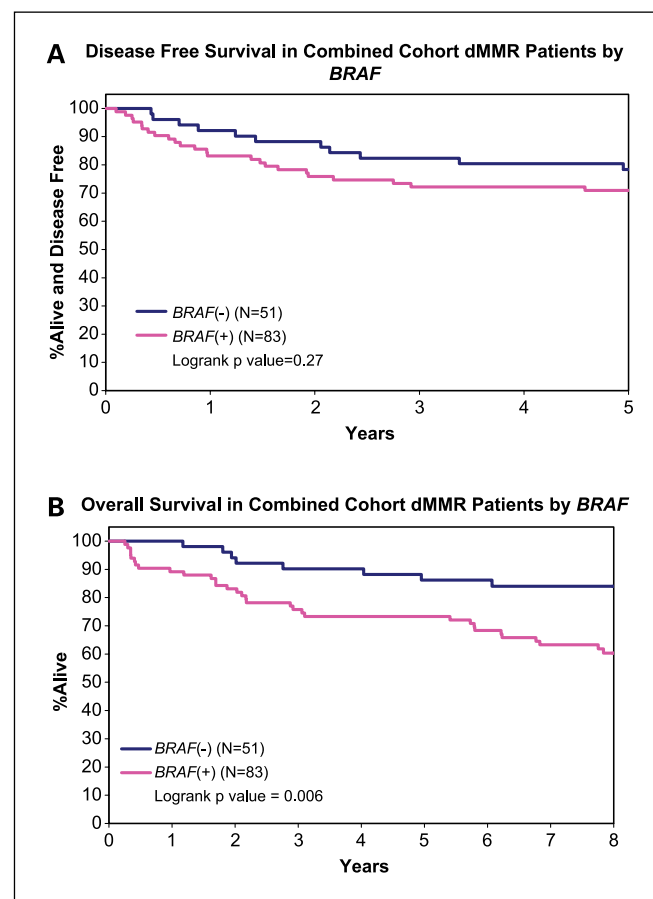 A Disease Free Survival in Combined Cohort dMMR Patients by
BRAF
100
90
80
70
60
50
40
30
20
10
0
%Alive and Disease Free
BRAF(-) (N=51)
BRAF(+) (N=83)
Logrank p value=0.27
0 1 2 3 4 5
Years
B Overall Survival in Combined Cohort dMMR Patients by BRAF
100
90
80
70
60
50
40
30
20
10
0
%Alive
BRAF(-) (N=51)
BRAF(+) (N=83)
Logrank p value = 0.006
0 1 2 3 4 5 6 7 8
Years